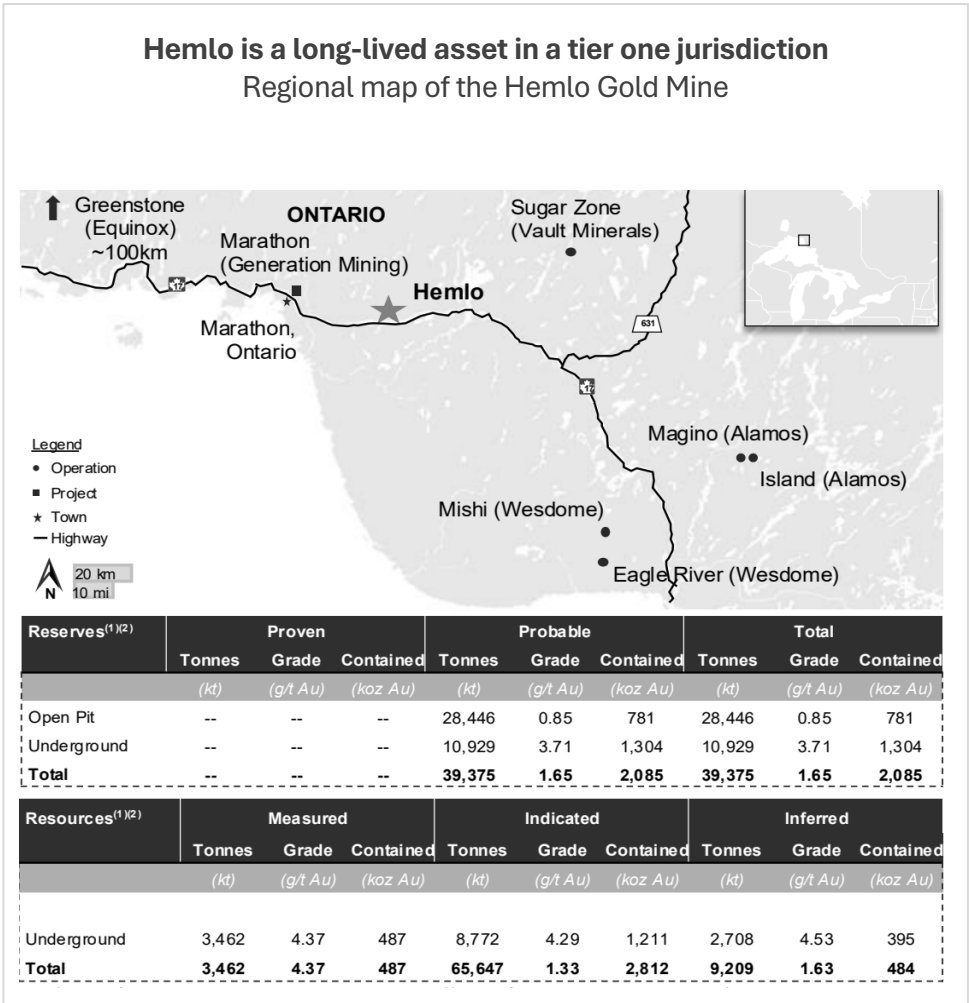 Hemlo is a long-lived asset in a tier one jurisdiction
Regional map of the Hemlo Gold Mine
Greenstone
(Equinox)
~100km
ONTARIO
Marathon
(Generation Mining)
Sugar Zone
(Vault Minerals)
17
Hemlo
Marathon,
Ontario
631
17
Magino (Alamos)
Island (Alamos)
Mishi (Wesdome)
Eagle River (Wesdome)
Legend
Operation
Project
Town
Highway
N
20 km
10 mi
Reserves(1)(2) Proven Probable Total
Tonnes Grade Contained Tonnes Grade Contained Tonnes Grade Contained
(kt) (g/t Au) (koz Au) (kt) (g/t Au) (koz Au) (kt) (g/t Au) (koz Au)
Open Pit -- -- -- 28,446 0.85 781 28,446 0.85 781
Underground -- -- -- 10,929 3.71 1,304 10,929 3.71 1,304
Total -- -- -- 39,375 1.65 2,085 39,375 1.65 2,085
Resources(1)(2) Measured Indicated Inferred
Tonnes Grade Contained Tonnes Grade Contained Tonnes Grade Contained
(kt) (g/t Au) (koz Au) (kt) (g/t Au) (koz Au) (kt) (g/t Au) (koz Au)
Underground 3,462 4.37 487 8,772 4.29 1,211 2,708 4.53 395
Total 3,462 4.37 487 65,647 1.33 2,812 9,209 1.63 484